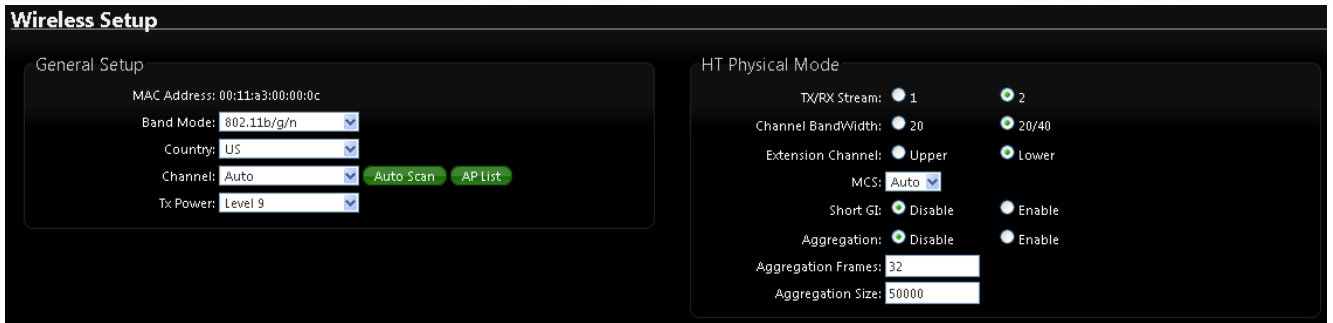 Wireless Setup
General Setup
MAC Address: 00:11:a3:00:00:0c
Band Mode: 802.11b/g/n
Country: US
Channel: Auto Auto Scan AP List
Tx Power: Level 9
HT Physical Mode
TX/RX Stream: 1 2
Channel BandWidth: 20 20/40
Extension Channel: Upper Lower
MCS: Auto
Short GI: Disable Enable
Aggregation: Disable Enable
Aggregation Frames: 32
Aggregation Size: 50000